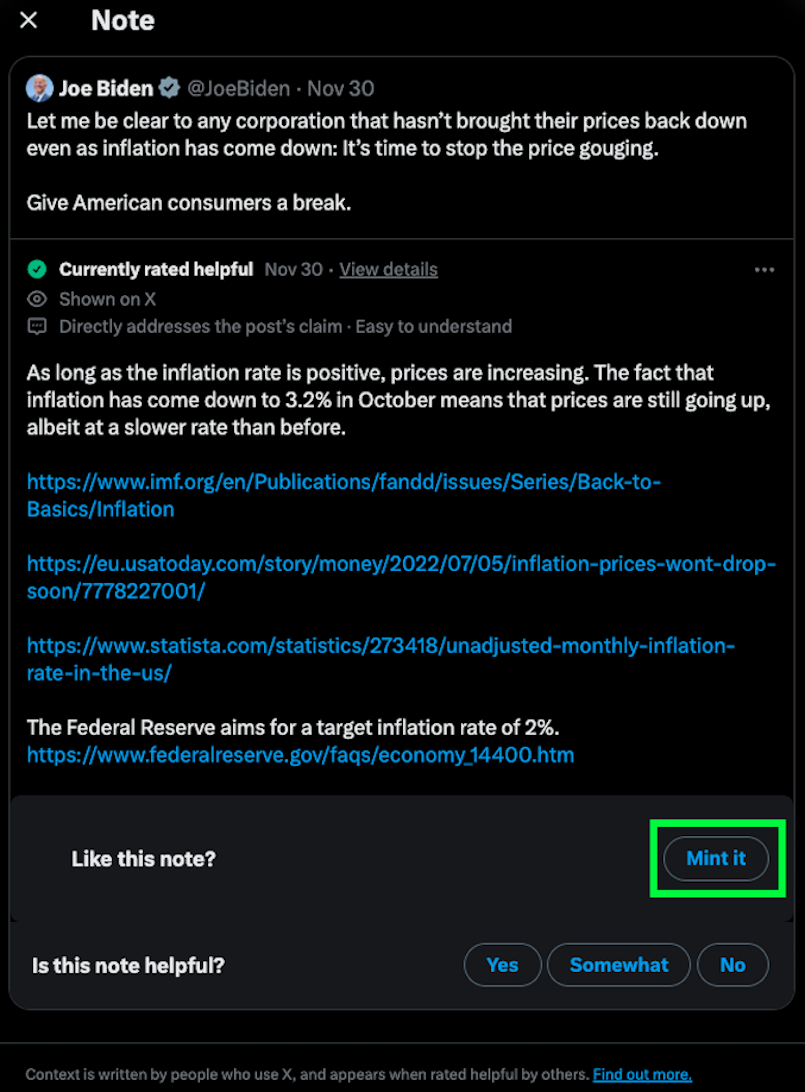 Note
Joe Biden @JoeBiden · Nov 30
Let me be clear to any corporation that hasn’t brought their prices back down
even as inflation has come down: It’s time to stop the price gouging.
Give American consumers a break.
Currently rated helpful Nov 30 · View details
Shown on X
Directly addresses the post’s claim · Easy to understand
As long as the inflation rate is positive, prices are increasing. The fact that
inflation has come down to 3.2% in October means that prices are still going up,
albeit at a slower rate than before.
https://www.imf.org/en/Publications/fandd/issues/Series/Back-to-
Basics/Inflation
https://eu.usatoday.com/story/money/2022/07/05/inflation-prices-wont-drop-
soon/7778227001/
https://www.statista.com/statistics/273418/unadjusted-monthly-inflation-
rate-in-the-us/
The Federal Reserve aims for a target inflation rate of 2%.
https://www.federalreserve.gov/faqs/economy_14400.htm
Like this note? Mint it
Is this note helpful? Yes Somewhat No
Context is written by people who use X, and appears when rated helpful by others. Find out more.